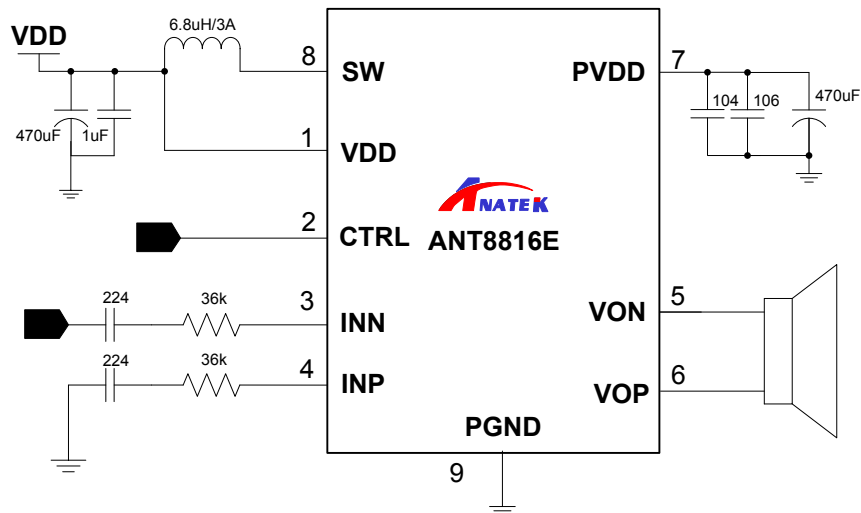 VDD
6.8uH/3A
470uF
1uF
8
SW
1
VDD
2
CTRL
224
36k
3
INN
224
36k
4
INP
ANATEK
ANT8816E
PVDD
7
104
106
470uF
VON
5
VOP
6
PGND
9